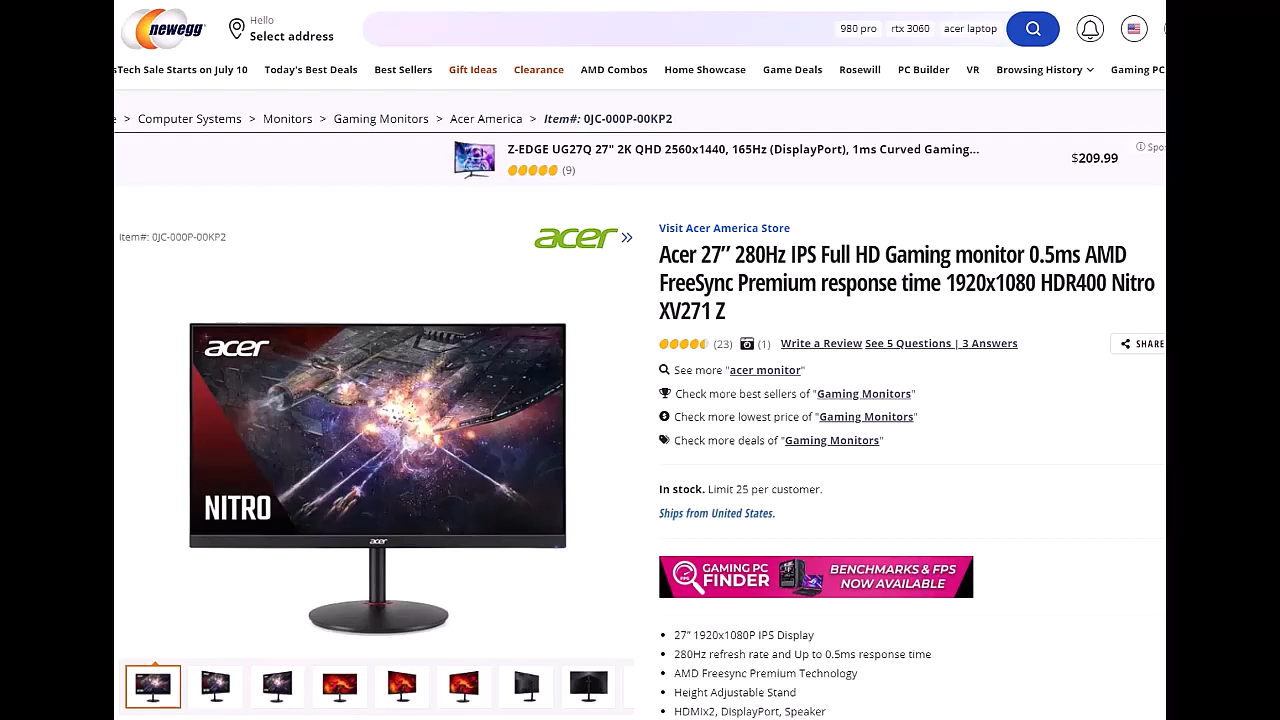 newegg
Hello
Select address
980 pro
rtx 3060
acer laptop
sTech Sale Starts on July 10
Today's Best Deals
Best Sellers
Gift Ideas
Clearance
AMD Combos
Home Showcase
Game Deals
Rosewill
PC Builder
VR
Browsing History
Gaming PC
e > Computer Systems > Monitors > Gaming Monitors > Acer America > Item#: 0JC-000P-00KP2
Z-EDGE UG27Q 27" 2K QHD 2560x1440, 165Hz (DisplayPort), 1ms Curved Gaming...
(9)
$209.99
Spo
Item#: 0JC-000P-00KP2
acer
Visit Acer America Store
Acer 27” 280Hz IPS Full HD Gaming monitor 0.5ms AMD
FreeSync Premium response time 1920x1080 HDR400 Nitro
XV271 Z
(23) (1) Write a Review See 5 Questions | 3 Answers
SHARE
See more "acer monitor"
Check more best sellers of "Gaming Monitors"
Check more lowest price of "Gaming Monitors"
Check more deals of "Gaming Monitors"
In stock. Limit 25 per customer.
Ships from United States.
acer
NITRO
acer
GAMING PC
FINDER
BENCHMARKS & FPS
NOW AVAILABLE
27” 1920x1080P IPS Display
280Hz refresh rate and Up to 0.5ms response time
AMD Freesync Premium Technology
Height Adjustable Stand
HDMIx2, DisplayPort, Speaker